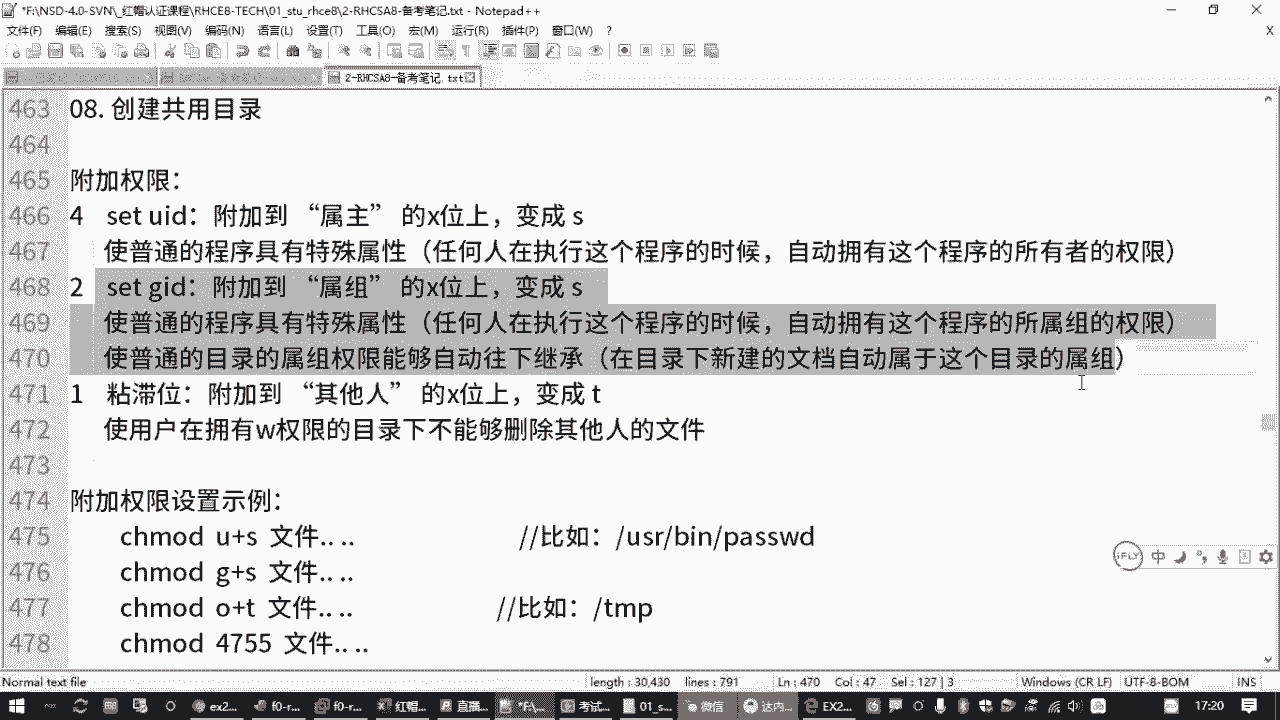 *F:\NSD-4.0-SVN\_红帽认证课程\RHCE8-TECH\01_stu_rhce8\2-RHCSA8-备考笔记.txt - Notepad++
文件(F) 编辑(E) 搜索(S) 视图(V) 编码(N) 语言(L) 设置(T) 工具(O) 宏(M) 运行(R) 插件(P) 窗口(W) ? X
2-RHCSA8-备考笔记.txt
463 08. 创建共用目录
464
465 附加权限：
466 4 set uid：附加到 “属主” 的x位上，变成 s
467 使普通的程序具有特殊属性（任何人在执行这个程序的时候，自动拥有这个程序的所有者的权限）
468 2 set gid：附加到 “属组” 的x位上，变成 s
469 使普通的程序具有特殊属性（任何人在执行这个程序的时候，自动拥有这个程序的所属组的权限）
470 使普通的目录的属组权限能够自动往下继承（在目录下新建的文档自动属于这个目录的属组）
471 1 粘滞位：附加到 “其他人” 的x位上，变成 t
472 使用户在拥有w权限的目录下不能够删除其他人的文件
473
474 附加权限设置示例：
475 chmod u+s 文件.. .. //比如：/usr/bin/passwd
476 chmod g+s 文件.. ..
477 chmod o+t 文件.. .. //比如：/tmp
478 chmod 4755 文件.. ..
iFLY 中
Normal text file length : 30,430 lines : 791 Ln : 470 Col : 47 Sel : 127 | 3 Windows (CR LF) UTF-8-BOM INS
ex2... f0-r... f0-r... 红帽... 直播... *F\... 考试... 01_s... 微信 达内... EX2... 17:20